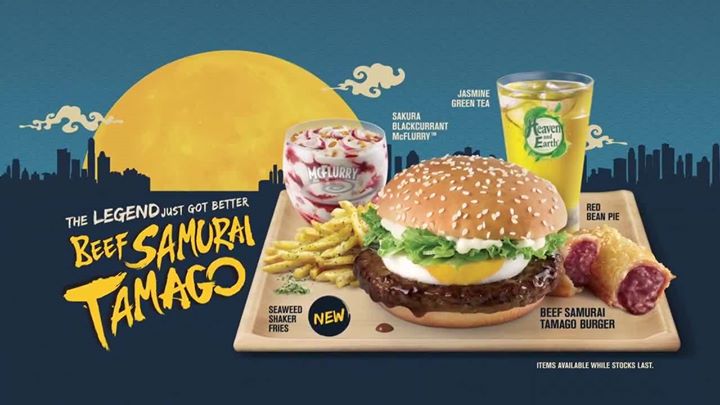 THE LEGEND JUST GOT BETTER
BEEF SAMURAI
TAMAGO
SAKURA
BLACKCURRANT
McFLURRY™
McFLURRY
JASMINE
GREEN TEA
Heaven
and
Earth
RED
BEAN PIE
SEAWEED
SHAKER
FRIES
NEW
BEEF SAMURAI
TAMAGO BURGER
ITEMS AVAILABLE WHILE STOCKS LAST.